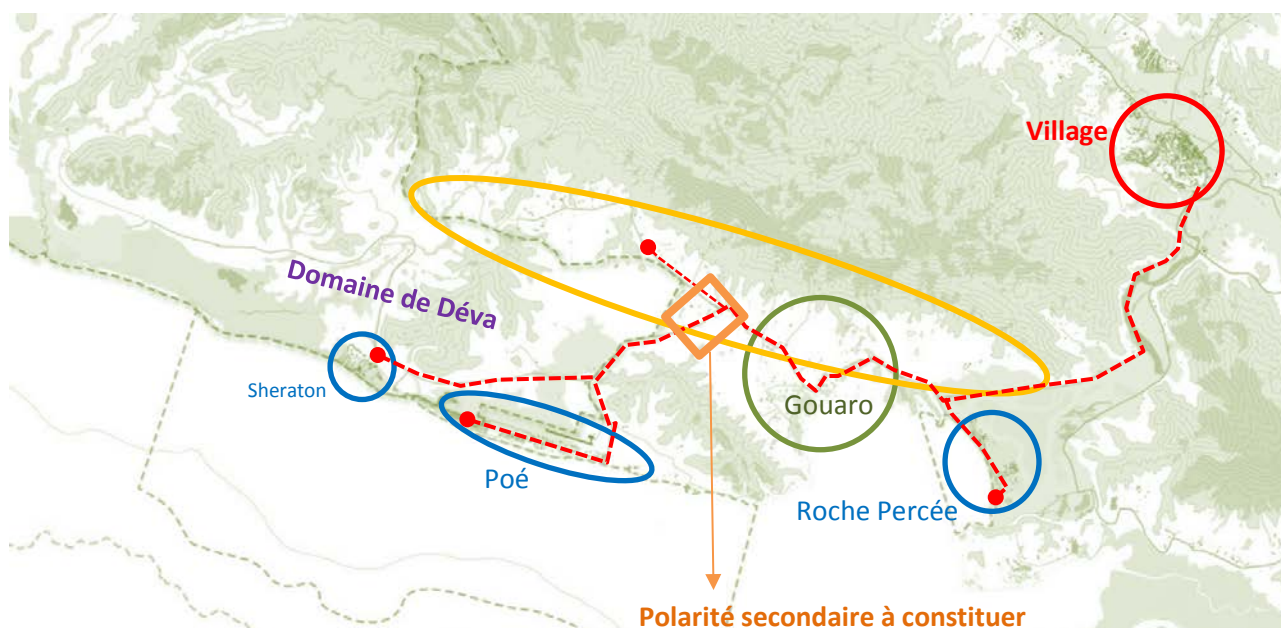 Village
Domaine de Déva
Sheraton
Gouaro
Poé
Roche Percée
Polarité secondaire à constituer